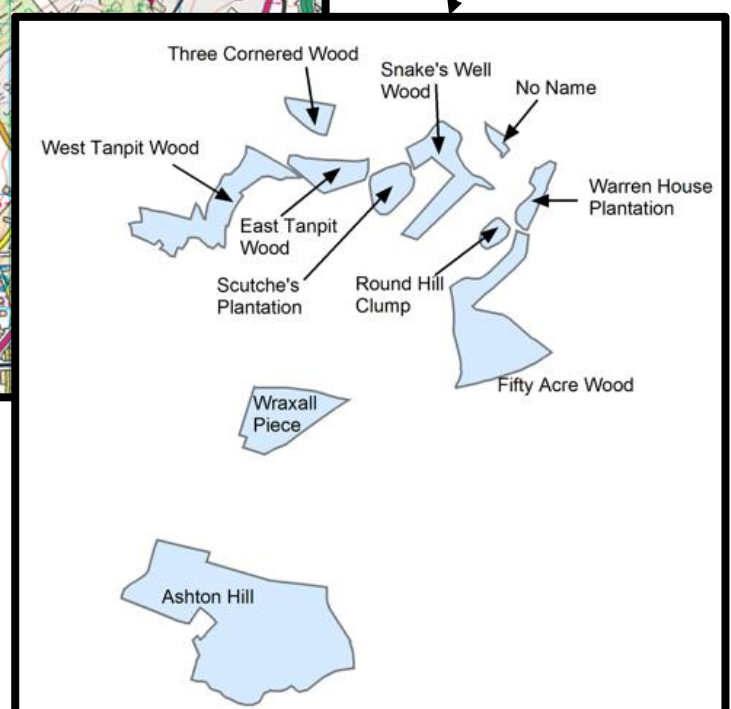 Three Cornered Wood
Snake's Well
Wood
No Name
West Tanpit Wood
Warren House
Plantation
East Tanpit
Wood
Scutche's
Plantation
Round Hill
Clump
Fifty Acre Wood
Wraxall
Piece
Ashton Hill